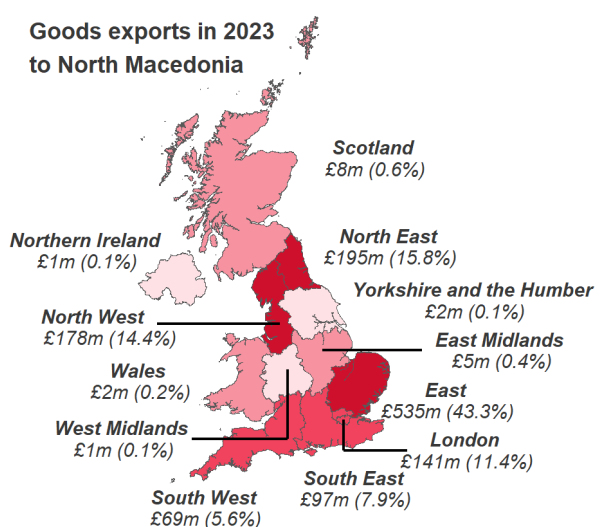 Goods exports in 2023
to North Macedonia
Scotland
£8m (0.6%)
Northern Ireland
£1m (0.1%)
North East
£195m (15.8%)
Yorkshire and the Humber
£2m (0.1%)
North West
£178m (14.4%)
East Midlands
£5m (0.4%)
Wales
£2m (0.2%)
East
£535m (43.3%)
West Midlands
£1m (0.1%)
London
£141m (11.4%)
South East
£97m (7.9%)
South West
£69m (5.6%)